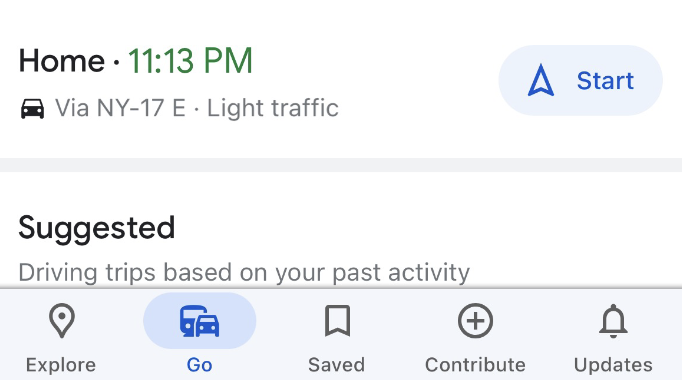 Home · 11:13 PM
Start
Via NY-17 E · Light traffic
Suggested
Driving trips based on your past activity
Explore
Go
Saved
Contribute
Updates